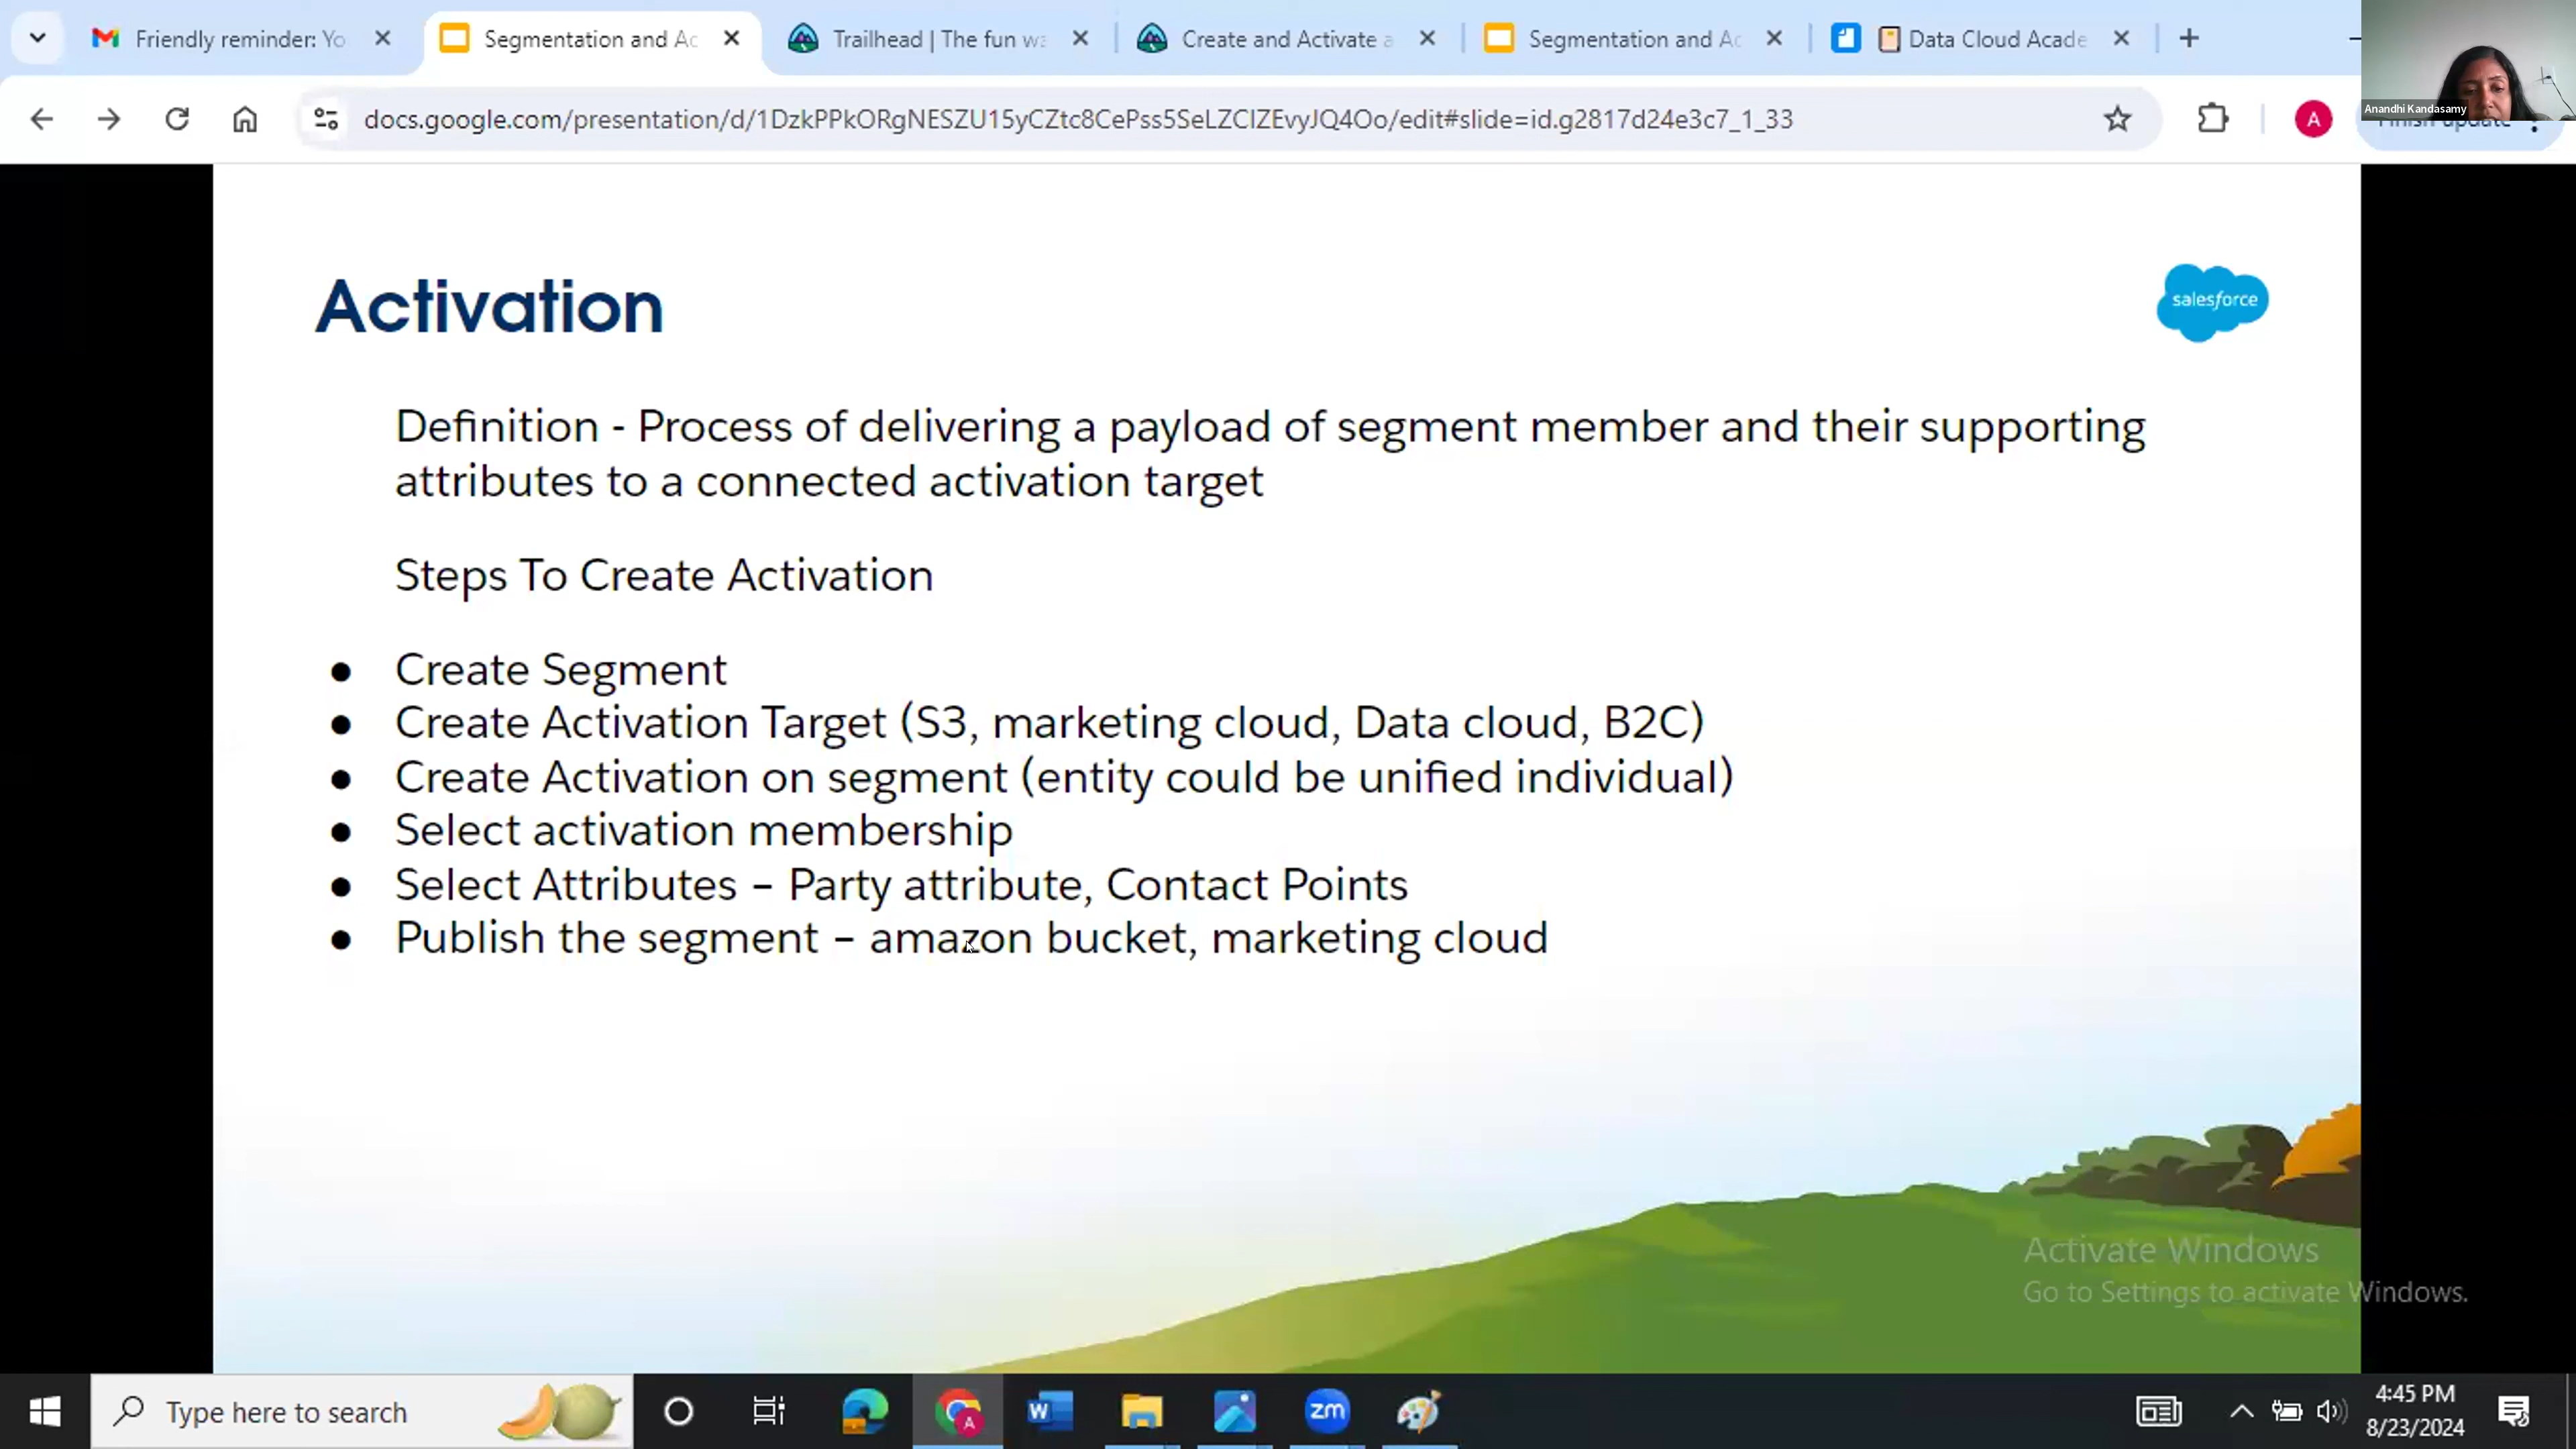 Friendly reminder: Yo
Segmentation and Ac
Trailhead | The fun wa
Create and Activate a
Segmentation and Ac
Data Cloud Acade
docs.google.com/presentation/d/1DzkPPkORgNESZU15yCZtc8CePss5SeLZCIZEvyJQ4Oo/edit#slide=id.g2817d24e3c7_1_33
A
Finish update
Anandhi Kandasamy
Activation
salesforce
Definition - Process of delivering a payload of segment member and their supporting
attributes to a connected activation target
Steps To Create Activation
● Create Segment
● Create Activation Target (S3, marketing cloud, Data cloud, B2C)
● Create Activation on segment (entity could be unified individual)
● Select activation membership
● Select Attributes – Party attribute, Contact Points
● Publish the segment – amazon bucket, marketing cloud
Activate Windows
Go to Settings to activate Windows.
Type here to search
A
W
zm
4:45 PM
8/23/2024